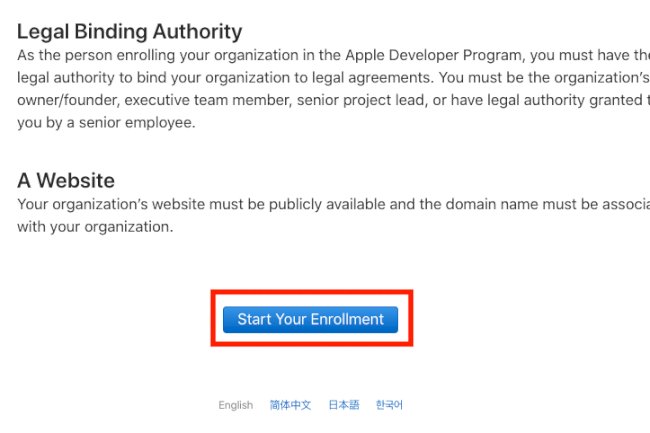 Legal Binding Authority
As the person enrolling your organization in the Apple Developer Program, you must have the
legal authority to bind your organization to legal agreements. You must be the organization's
owner/founder, executive team member, senior project lead, or have legal authority granted
you by a senior employee.
A Website
Your organization's website must be publicly available and the domain name must be
with your organization.
Start Your Enrollment
English 简体中文 日本語 한국어